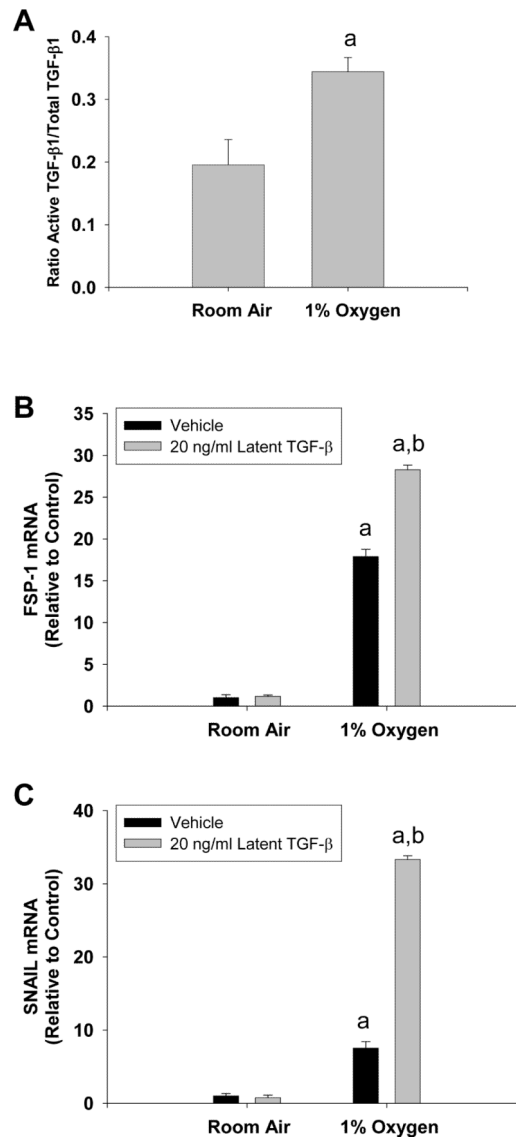 A
Ratio Active TGF-β1/Total TGF-β1
0.4
0.3
0.2
0.1
0.0
a
Room Air
1% Oxygen
B
FSP-1 mRNA
(Relative to Control)
35
30
25
20
15
10
5
0
Vehicle
20 ng/ml Latent TGF-β
a
a,b
Room Air
1% Oxygen
C
SNAIL mRNA
(Relative to Control)
40
30
20
10
0
Vehicle
20 ng/ml Latent TGF-β
a
a,b
Room Air
1% Oxygen